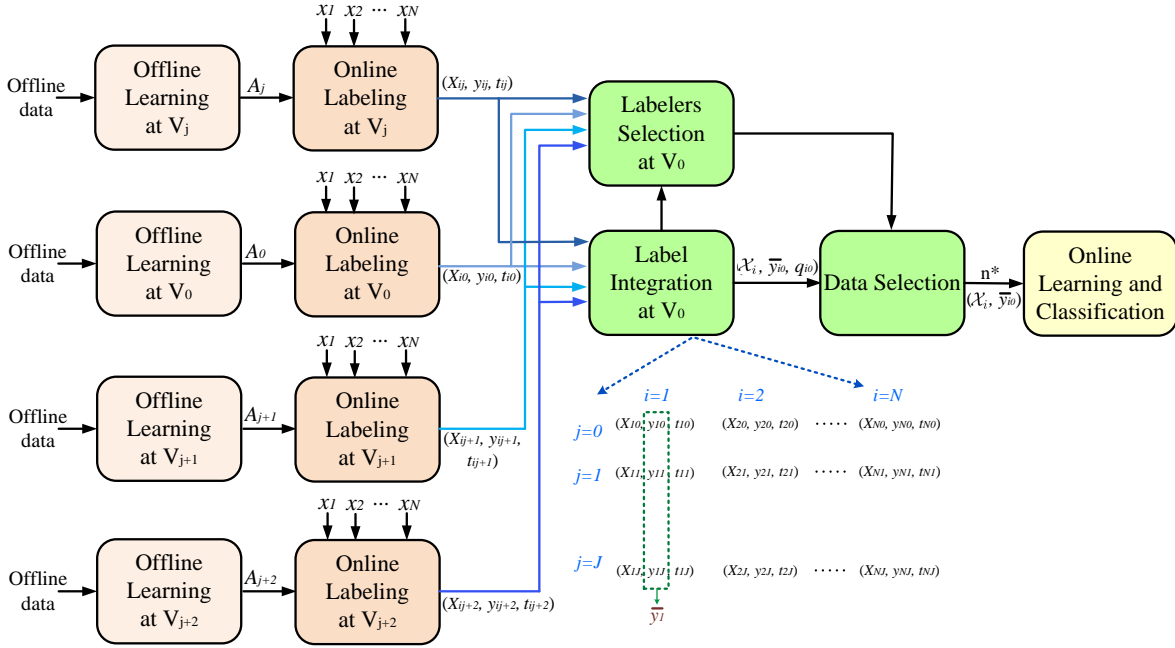 x1 x2 ··· xN
Offline data
Offline Learning at Vj
Aj
Online Labeling at Vj
(Xij, yij, tij)
Labelers Selection at V0
x1 x2 ··· xN
Offline data
Offline Learning at V0
A0
Online Labeling at V0
(Xi0, yi0, ti0)
Label Integration at V0
(𝒳i, y̅i0, qi0)
Data Selection
n*
(𝒳i, y̅i0)
Online Learning and Classification
x1 x2 ··· xN
Offline data
Offline Learning at Vj+1
Aj+1
Online Labeling at Vj+1
(Xij+1, yij+1,
tij+1)
x1 x2 ··· xN
Offline data
Offline Learning at Vj+2
Aj+2
Online Labeling at Vj+2
(Xij+2, yij+2, tij+2)
i=1 i=2 i=N
j=0 (X10, y10, t10) (X20, y20, t20) ····· (XN0, yN0, tN0)
j=1 (X11, y11, t11) (X21, y21, t21) ····· (XN1, yN1, tN1)
j=J (X1J, y1J, t1J) (X2J, y2J, t2J) ····· (XNJ, yNJ, tNJ)
y̅1